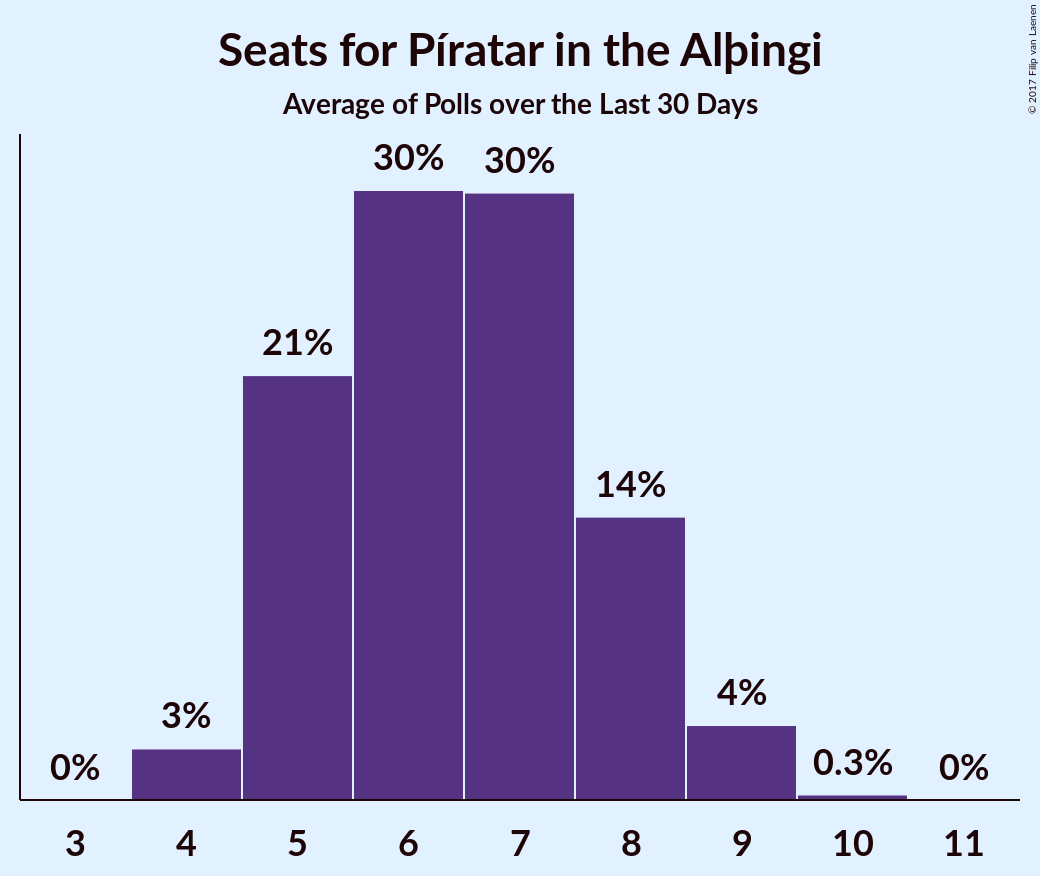 Seats for Píratar in the Alþingi
Average of Polls over the Last 30 Days
© 2017 Filip van Laenen
0%
3%
21%
30%
30%
14%
4%
0.3%
0%
3 4 5 6 7 8 9 10 11